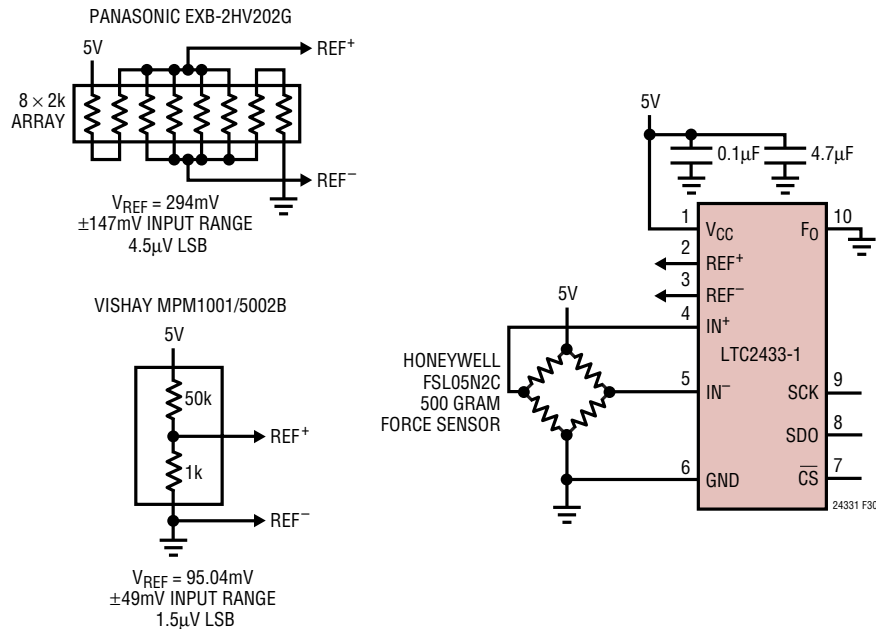 PANASONIC EXB-2HV202G
5V
REF+
8 × 2k
ARRAY
REF−
VREF = 294mV
±147mV INPUT RANGE
4.5µV LSB
VISHAY MPM1001/5002B
5V
50k
REF+
1k
REF−
VREF = 95.04mV
±49mV INPUT RANGE
1.5µV LSB
5V
0.1µF
4.7µF
1
VCC
FO
10
2
REF+
3
REF−
4
IN+
5V
LTC2433-1
HONEYWELL
FSL05N2C
500 GRAM
FORCE SENSOR
5
IN−
SCK
9
SDO
8
6
GND
CS
7
24331 F30